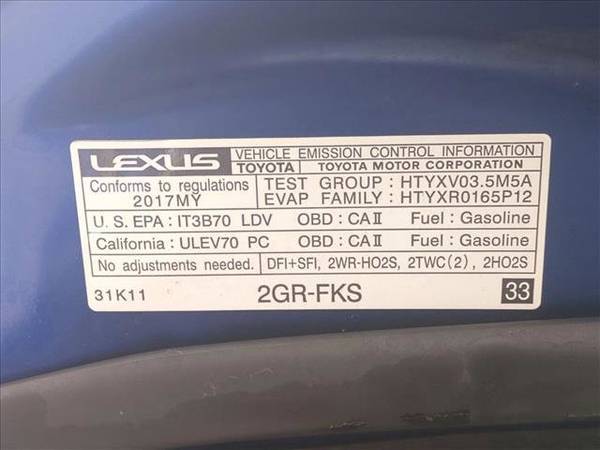 LEXUS VEHICLE EMISSION CONTROL INFORMATION
TOYOTA TOYOTA MOTOR CORPORATION
Conforms to regulations TEST GROUP : HTYXV03.5M5A
2017MY EVAP FAMILY : HTYXR0165P12
U. S. EPA : IT3B70 LDV OBD : CAⅡ Fuel : Gasoline
California : ULEV70 PC OBD : CAⅡ Fuel : Gasoline
No adjustments needed. DFI+SFI, 2WR-HO2S, 2TWC(2), 2HO2S
31K11 2GR-FKS 33